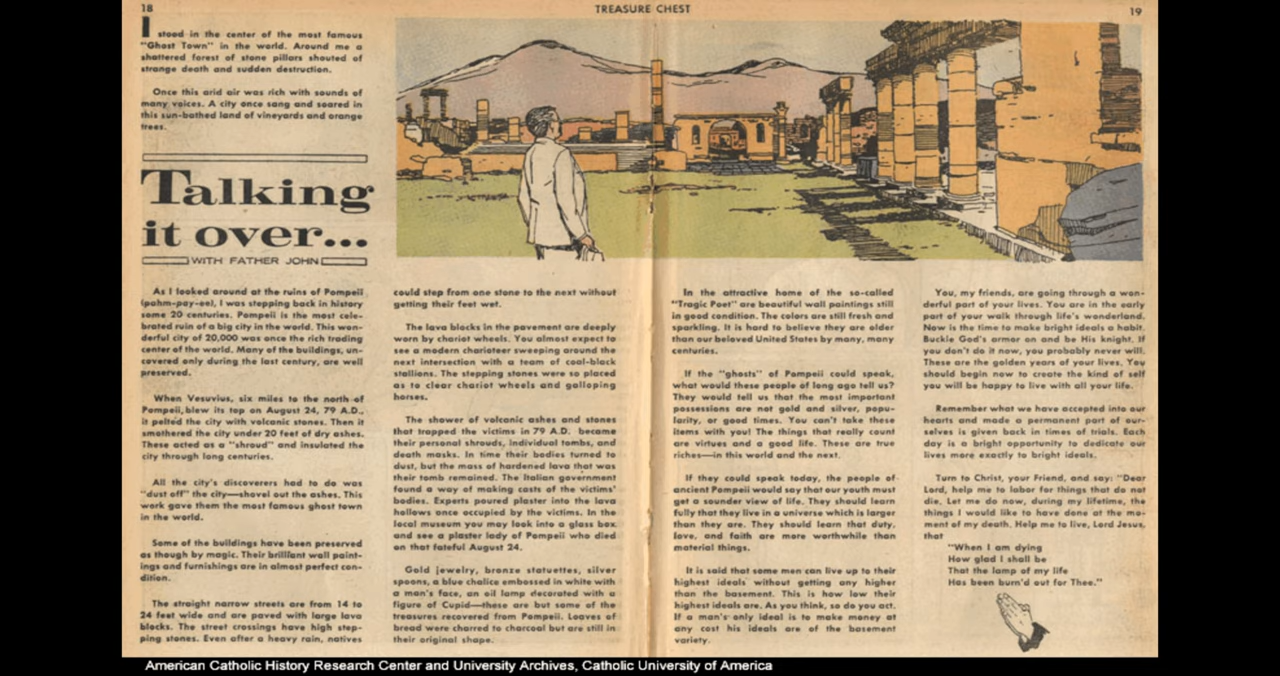 18
TREASURE CHEST
19
I stood in the center of the most famous
"Ghost Town" in the world. Around me a
shattered forest of stone pillars shouted of
strange death and sudden destruction.
Once this arid air was rich with sounds of
many voices. A city once sang and soared in
this sun-bathed land of vineyards and orange
trees.
Talking
it over...
WITH FATHER JOHN
As I looked around at the ruins of Pompeii
(pahm-pay-ee), I was stepping back in history
some 20 centuries. Pompeii is the most cele-
brated ruin of a big city in the world. This won-
derful city of 20,000 was once the rich trading
center of the world. Many of the buildings, un-
covered only during the last century, are well
preserved.
When Vesuvius, six miles to the north of
Pompeii, blew its top on August 24, 79 A.D.,
it pelted the city with volcanic stones. Then it
smothered the city under 20 feet of dry ashes.
These acted as a "shroud" and insulated the
city through long centuries.
All the city's discoverers had to do was
"dust off" the city—shovel out the ashes. This
work gave them the most famous ghost town
in the world.
Some of the buildings have been preserved
as though by magic. Their brilliant wall paint-
ings and furnishings are in almost perfect con-
dition.
The straight narrow streets are from 14 to
24 feet wide and are paved with large lava
blocks. The street crossings have high step-
ping stones. Even after a heavy rain, natives
could step from one stone to the next without
getting their feet wet.
The lava blocks in the pavement are deeply
worn by chariot wheels. You almost expect to
see a modern charioteer sweeping around the
next intersection with a team of coal-black
stallions. The stepping stones were so placed
as to clear chariot wheels and galloping
horses.
The shower of volcanic ashes and stones
that trapped the victims in 79 A.D. became
their personal shrouds, individual tombs, and
death masks. In time their bodies turned to
dust, but the mass of hardened lava that was
their tomb remained. The Italian government
found a way of making casts of the victims'
bodies. Experts poured plaster into the lava
hollows once occupied by the victims. In the
local museum you may look into a glass box
and see a plaster lady of Pompeii who died
on that fateful August 24.
Gold jewelry, bronze statuettes, silver
spoons, a blue chalice embossed in white with
a man's face, an oil lamp decorated with a
figure of Cupid—these are but some of the
treasures recovered from Pompeii. Loaves of
bread were charred to charcoal but are still in
their original shape.
In the attractive home of the so-called
"Tragic Poet" are beautiful wall paintings still
in good condition. The colors are still fresh and
sparkling. It is hard to believe they are older
than our beloved United States by many, many
centuries.
If the "ghosts" of Pompeii could speak,
what would these people of long ago tell us?
They would tell us that the most important
possessions are not gold and silver, popu-
larity, or good times. You can't take these
items with you! The things that really count
are virtues and a good life. These are true
riches—in this world and the next.
If they could speak today, the people of
ancient Pompeii would say that our youth must
get a sounder view of life. They should learn
fully that they live in a universe which is larger
than they are. They should learn that duty,
love, and faith are more worthwhile than
material things.
It is said that some men can live up to their
highest ideals without getting any higher
than the basement. This is how low their
highest ideals are. As you think, so do you act.
If a man's only ideal is to make money at
any cost his ideals are of the basement
variety.
You, my friends, are going through a won-
derful part of your lives. You are in the early
part of your walk through life's wonderland.
Now is the time to make bright ideals a habit.
Buckle God's armor on and be His knight. If
you don't do it now, you probably never will.
These are the golden years of your lives. You
should begin now to create the kind of self
you will be happy to live with all your life.
Remember what we have accepted into our
hearts and made a permanent part of our-
selves is given back in times of trials. Each
day is a bright opportunity to dedicate our
lives more exactly to bright ideals.
Turn to Christ, your Friend, and say: "Dear
Lord, help me to labor for things that do not
die. Let me do now, during my lifetime, the
things I would like to have done at the mo-
ment of my death. Help me to live, Lord Jesus,
that
"When I am dying
How glad I shall be
That the lamp of my life
Has been burn'd out for Thee."
American Catholic History Research Center and University Archives, Catholic University of America